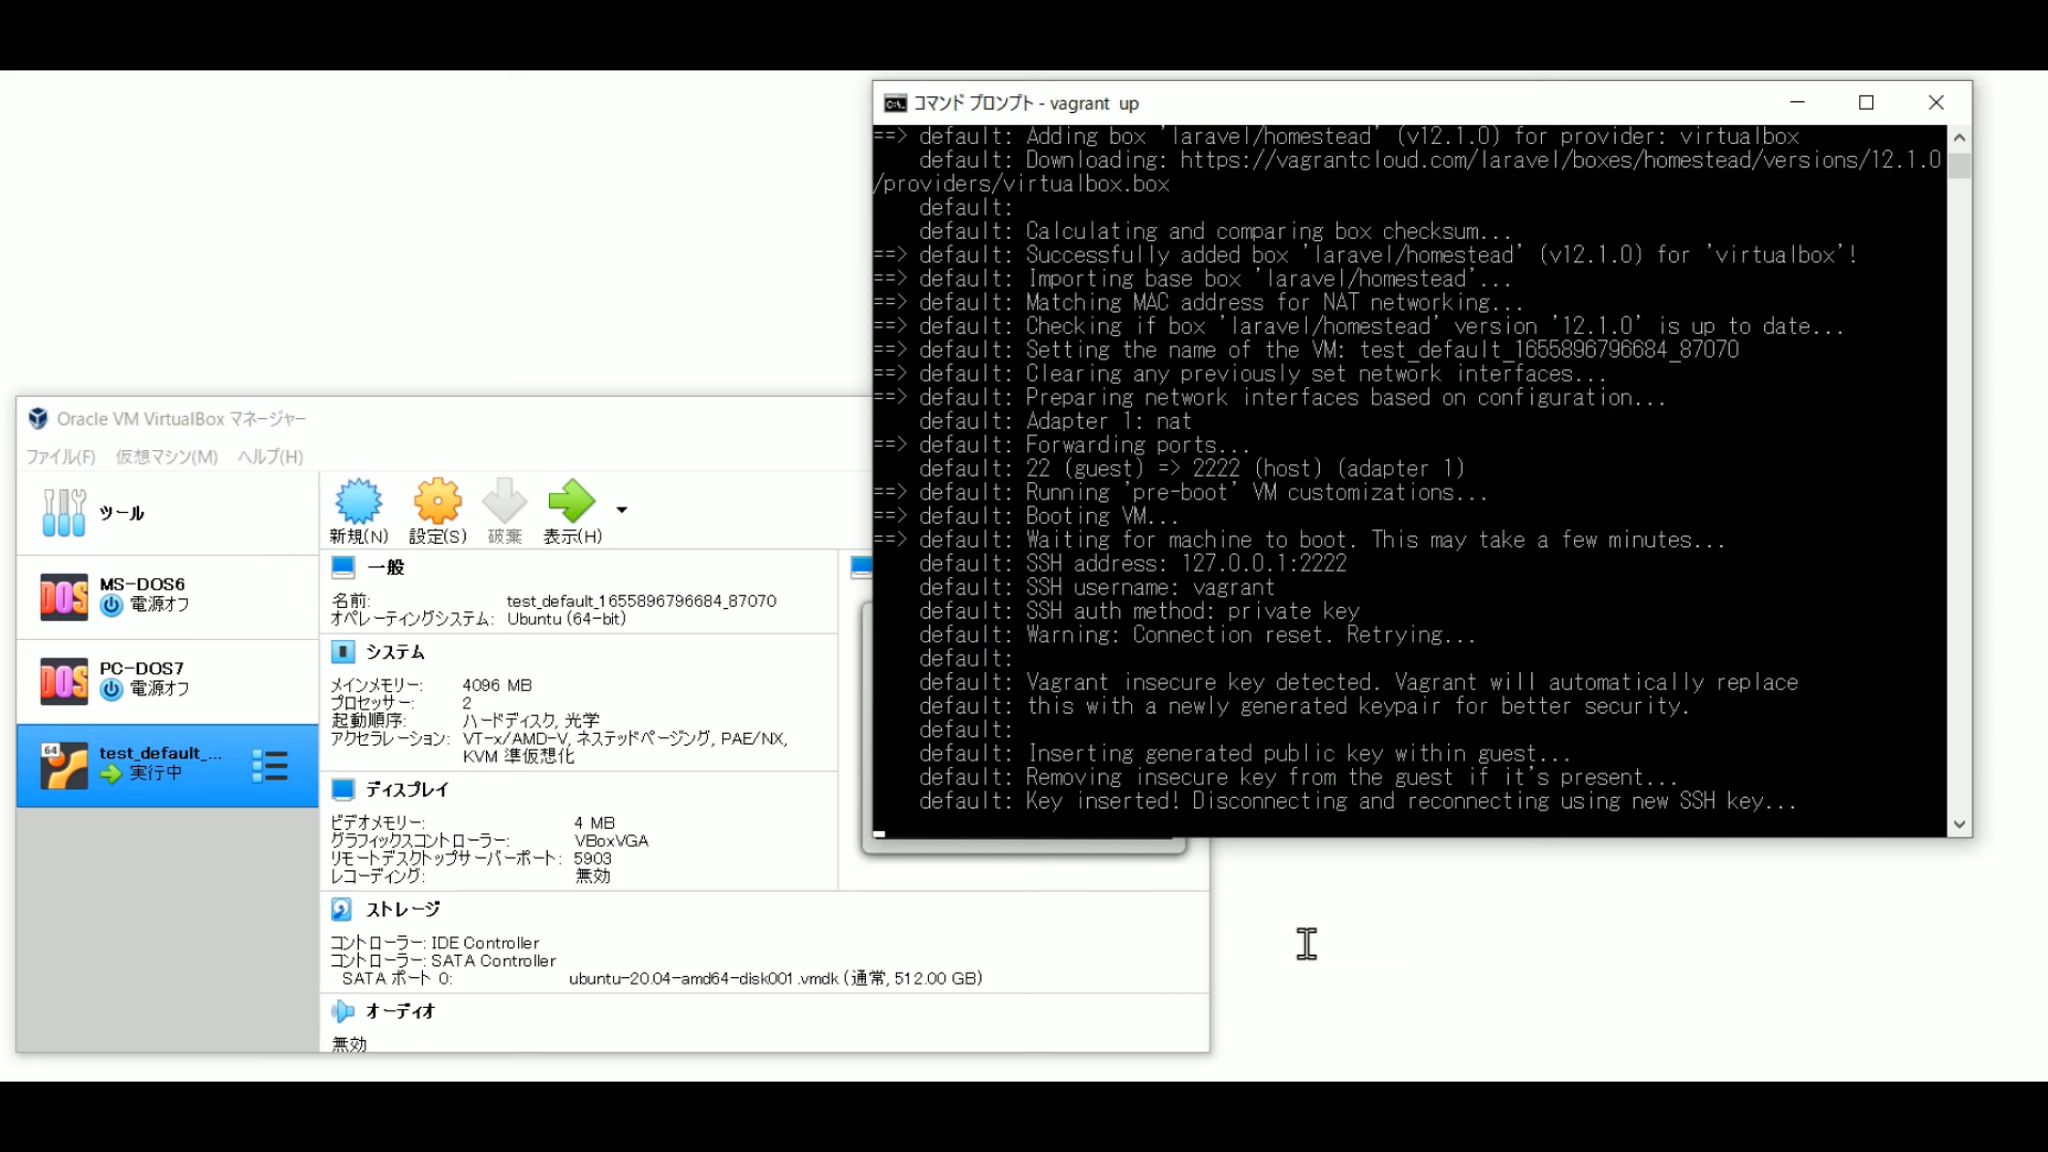 コマンド プロンプト - vagrant  up
==> default: Adding box 'laravel/homestead' (v12.1.0) for provider: virtualbox
    default: Downloading: https://vagrantcloud.com/laravel/boxes/homestead/versions/12.1.0
/providers/virtualbox.box
    default:
    default: Calculating and comparing box checksum...
==> default: Successfully added box 'laravel/homestead' (v12.1.0) for 'virtualbox'!
==> default: Importing base box 'laravel/homestead'...
==> default: Matching MAC address for NAT networking...
==> default: Checking if box 'laravel/homestead' version '12.1.0' is up to date...
==> default: Setting the name of the VM: test_default_1655896796684_87070
==> default: Clearing any previously set network interfaces...
==> default: Preparing network interfaces based on configuration...
    default: Adapter 1: nat
==> default: Forwarding ports...
    default: 22 (guest) => 2222 (host) (adapter 1)
==> default: Running 'pre-boot' VM customizations...
==> default: Booting VM...
==> default: Waiting for machine to boot. This may take a few minutes...
    default: SSH address: 127.0.0.1:2222
    default: SSH username: vagrant
    default: SSH auth method: private key
    default: Warning: Connection reset. Retrying...
    default:
    default: Vagrant insecure key detected. Vagrant will automatically replace
    default: this with a newly generated keypair for better security.
    default:
    default: Inserting generated public key within guest...
    default: Removing insecure key from the guest if it's present...
    default: Key inserted! Disconnecting and reconnecting using new SSH key...
Oracle VM VirtualBox マネージャー
ファイル(F) 仮想マシン(M) ヘルプ(H)
ツール
MS-DOS6
電源オフ
PC-DOS7
電源オフ
64
test_default_...
実行中
新規(N) 設定(S) 破棄 表示(H)
一般
名前: test_default_1655896796684_87070
オペレーティングシステム: Ubuntu (64-bit)
システム
メインメモリー: 4096 MB
プロセッサー: 2
起動順序: ハードディスク, 光学
アクセラレーション: VT-x/AMD-V, ネステッドページング, PAE/NX,
KVM 準仮想化
ディスプレイ
ビデオメモリー: 4 MB
グラフィックスコントローラー: VBoxVGA
リモートデスクトップサーバーポート: 5903
レコーディング: 無効
ストレージ
コントローラー: IDE Controller
コントローラー: SATA Controller
SATA ポート 0: ubuntu-20.04-amd64-disk001.vmdk (通常, 512.00 GB)
オーディオ
無効